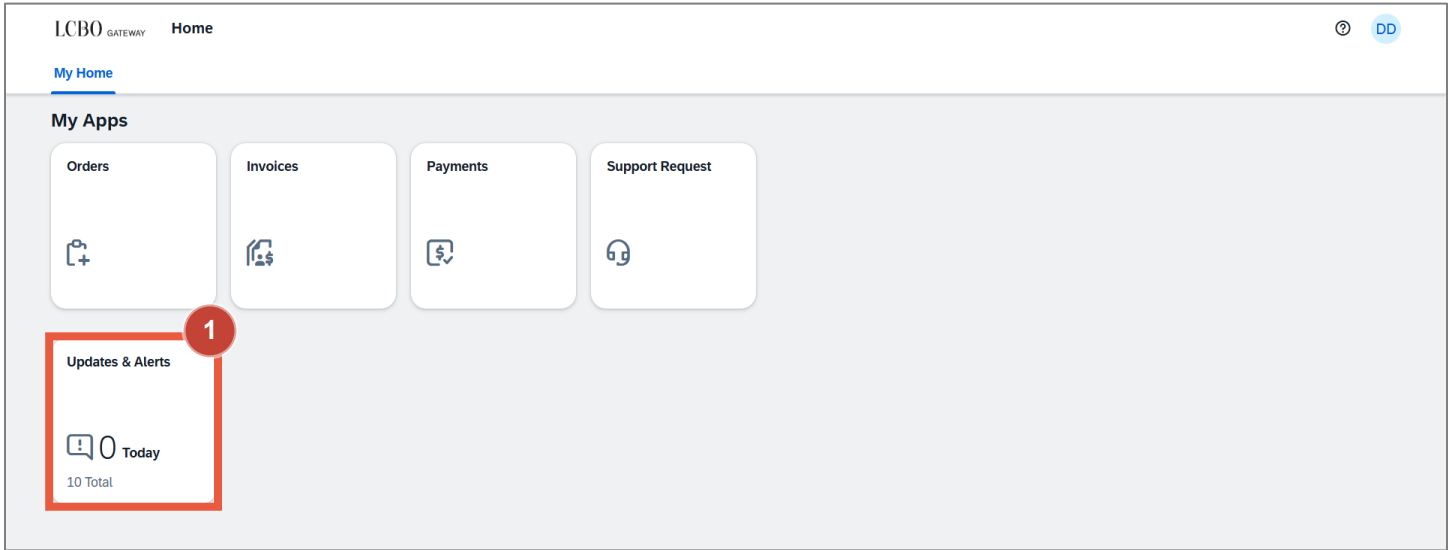 LCBO GATEWAY Home
DD
My Home
My Apps
Orders
Invoices
Payments
Support Request
1
Updates & Alerts
0 Today
10 Total